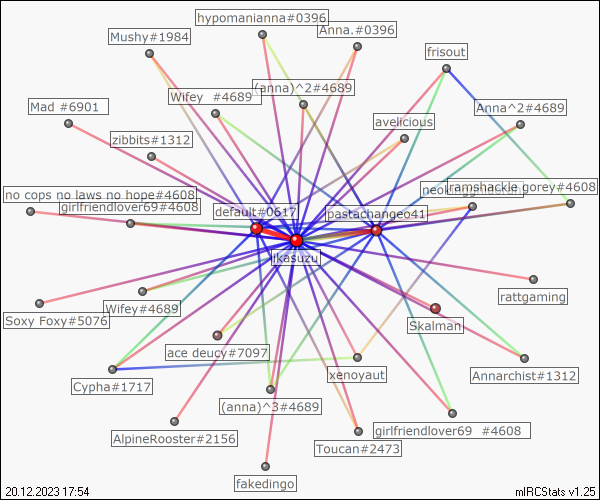 hypomanianna#0396
Anna.#0396
Mushy#1984
frisout
(anna)^2#4689
Wifey  #4689
Anna^2#4689
Mad #6901
avelicious
zibbits#1312
ramshackle gorey#4608
no cops no laws no hope#4608
girlfriendlover69#4608
default#0617
pastachangeo41
jkasuzu
rattgaming
Wifey#4689
Soxy Foxy#5076
Skalman
ace deucy#7097
xenoyaut
Annarchist#1312
Cypha#1717
(anna)^3#4689
girlfriendlover69  #4608
AlpineRooster#2156
Toucan#2473
fakedingo
20.12.2023 17:54
mIRCStats v1.25